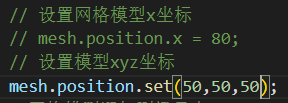 // 设置网格模型x坐标
// mesh.position.x = 80;
// 设置模型xyz坐标
mesh.position.set(50,50,50);